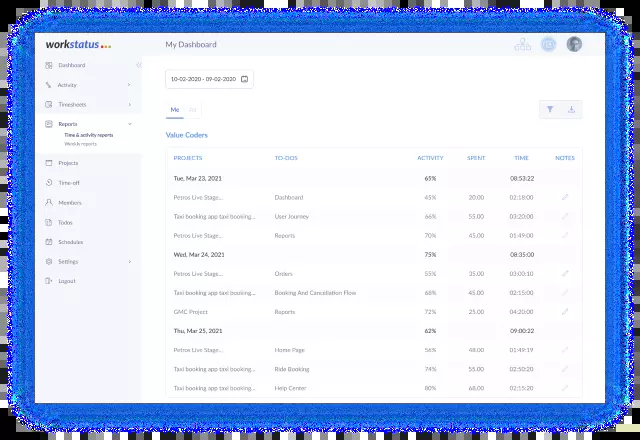 workstatus
My Dashboard
Dashboard
Activity
Timesheets
Reports
Time & activity reports
Weekly reports
Projects
Time-off
Members
Todos
Schedules
Settings
Logout
10-02-2020 - 09-02-2020
Me All
Value Coders
PROJECTS TO-DOS ACTIVITY SPENT TIME NOTES
Tue, Mar 23, 2021 65% 08:53:22
Petros Live Stage... Dashboard 45% 20.00 02:18:00
Taxi booking app taxi booking... User Journey 66% 55.00 03:20:00
Petros Live Stage... Reports 70% 45.00 01:49:00
Wed, Mar 24, 2021 75% 08:35:00
Petros Live Stage... Orders 55% 35.00 03:00:10
Taxi booking app taxi booking... Booking And Cancellation Flow 68% 45.00 02:15:00
GMC Project Reports 72% 25.00 04:20:00
Thu, Mar 25, 2021 62% 09:00:22
Petros Live Stage... Home Page 56% 48.00 01:49:19
Taxi booking app taxi booking... Ride Booking 74% 55.00 02:50:20
Taxi booking app taxi booking... Help Center 80% 68.00 02:15:20